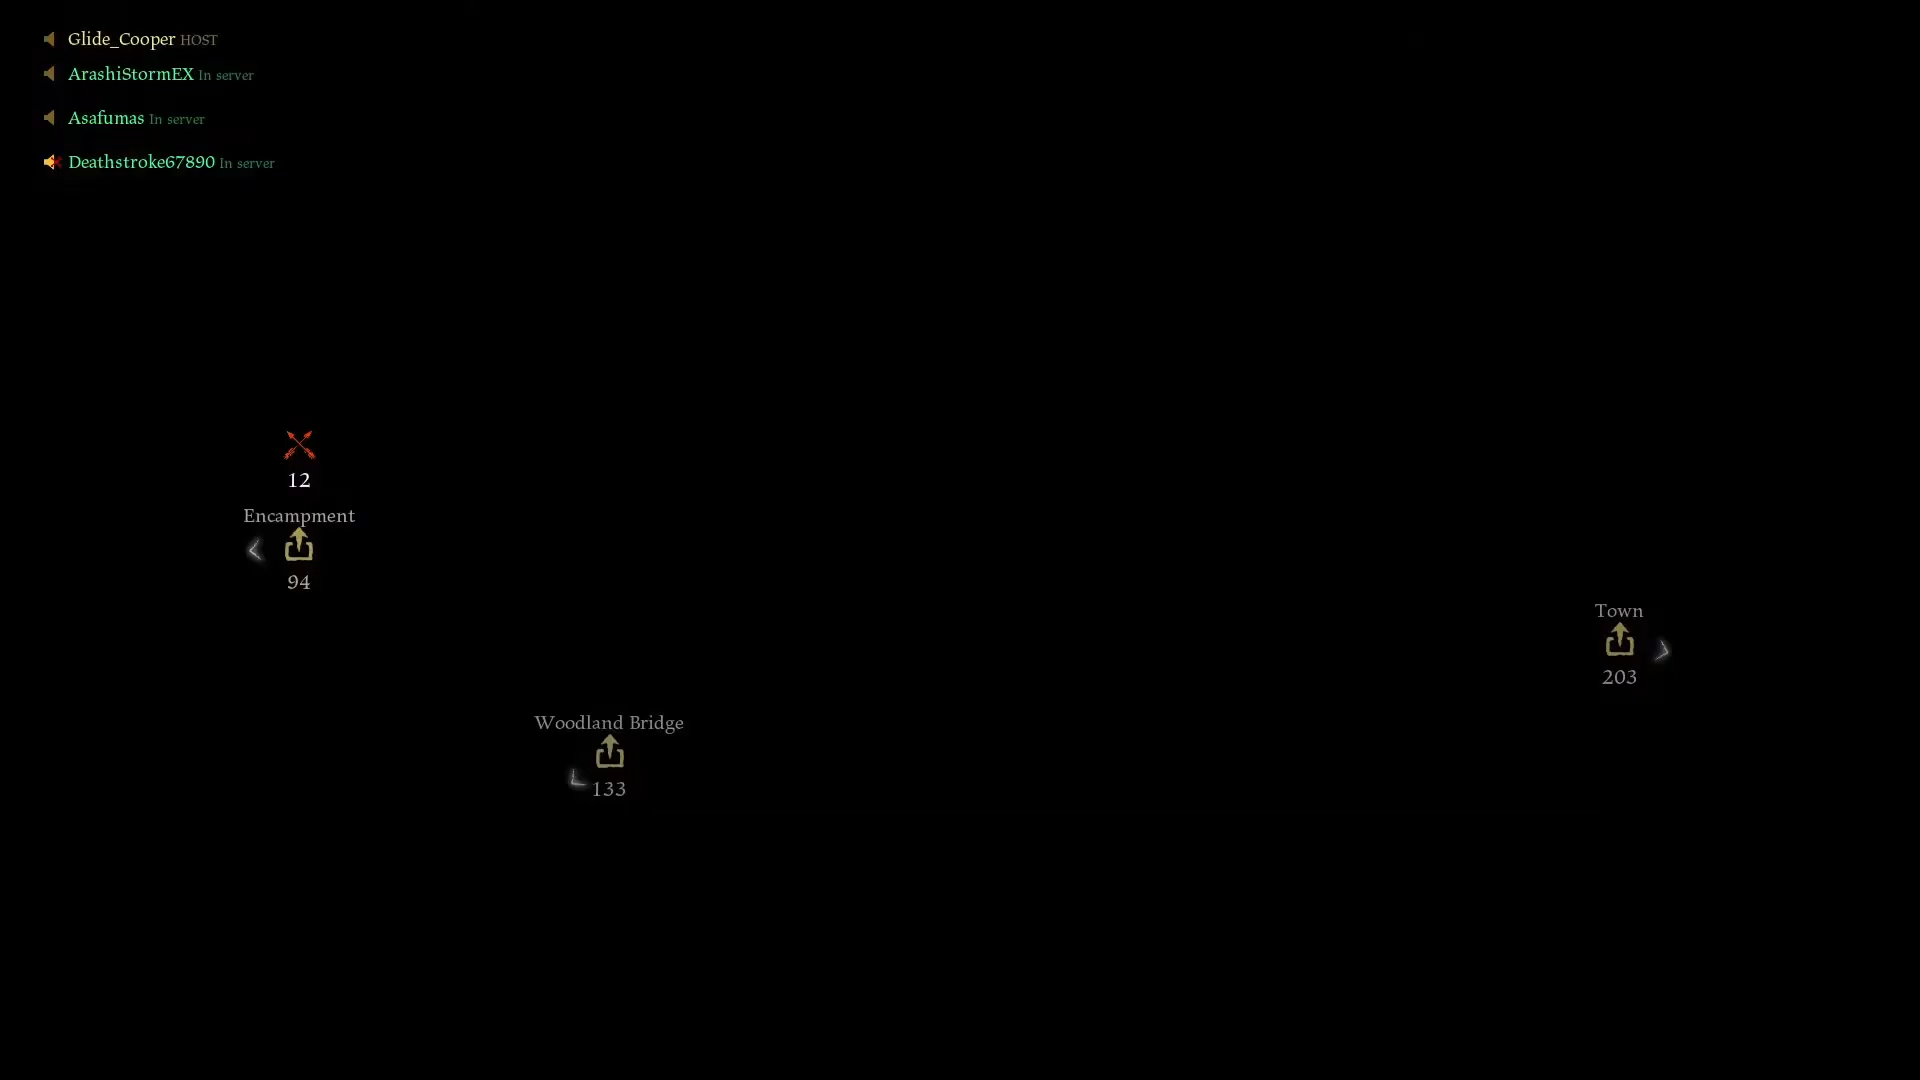 Glide_Cooper HOST
ArashiStormEX In server
Asafumas In server
Deathstroke67890 In server
12
Encampment
94
Town
203
Woodland Bridge
133